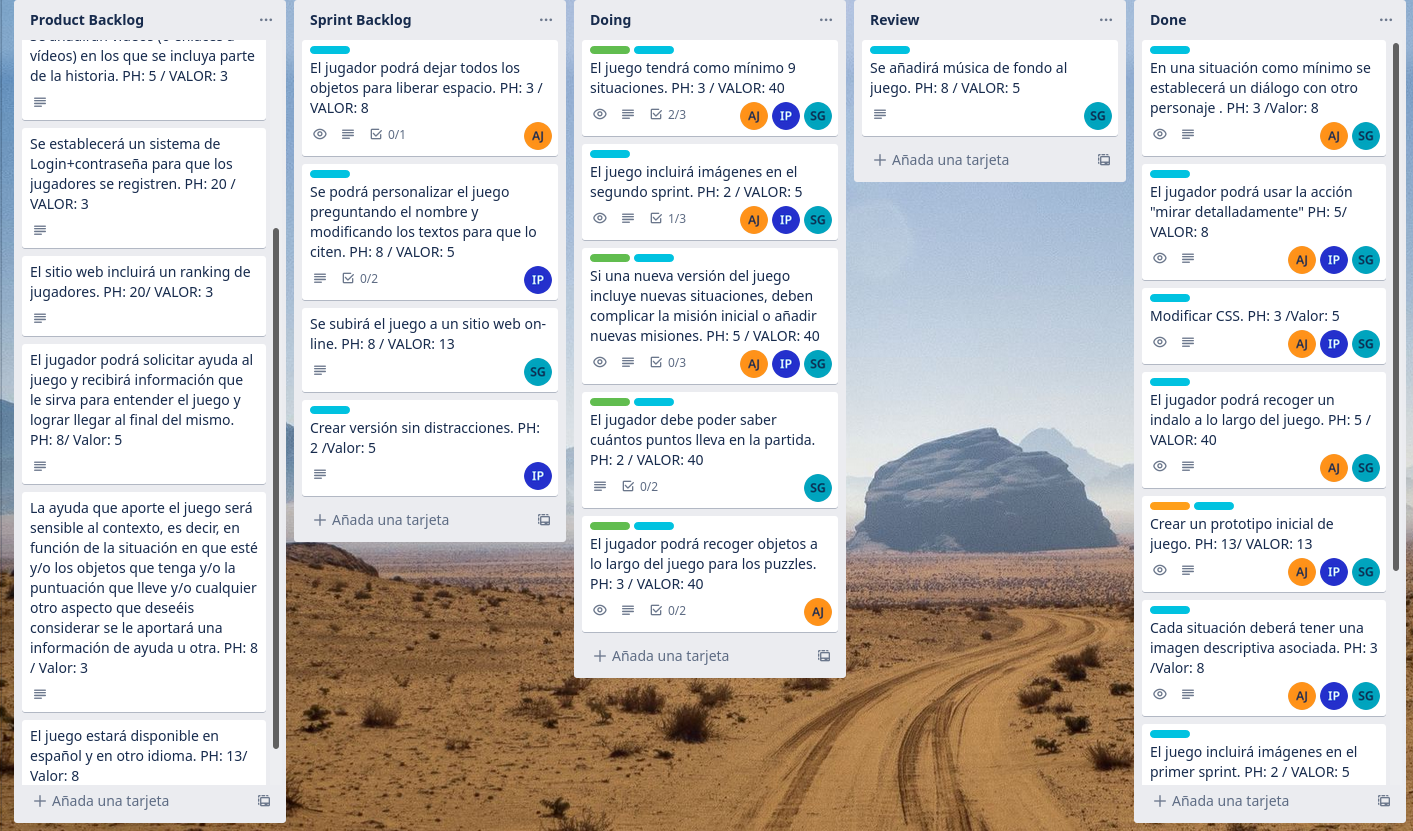 Product Backlog
vídeos) en los que se incluya parte
de la historia. PH: 5 / VALOR: 3
Se establecerá un sistema de
Login+contraseña para que los
jugadores se registren. PH: 20 /
VALOR: 3
El sitio web incluirá un ranking de
jugadores. PH: 20/ VALOR: 3
El jugador podrá solicitar ayuda al
juego y recibirá información que
le sirva para entender el juego y
lograr llegar al final del mismo.
PH: 8/ Valor: 5
La ayuda que aporte el juego será
sensible al contexto, es decir, en
función de la situación en que esté
y/o los objetos que tenga y/o la
puntuación que lleve y/o cualquier
otro aspecto que deseéis
considerar se le aportará una
información de ayuda u otra. PH: 8
/ Valor: 3
El juego estará disponible en
español y en otro idioma. PH: 13/
Valor: 8
Añada una tarjeta
Sprint Backlog
El jugador podrá dejar todos los
objetos para liberar espacio. PH: 3 /
VALOR: 8
0/1
AJ
Se podrá personalizar el juego
preguntando el nombre y
modificando los textos para que lo
citen. PH: 8 / VALOR: 5
0/2
IP
Se subirá el juego a un sitio web on-
line. PH: 8 / VALOR: 13
SG
Crear versión sin distracciones. PH:
2 /Valor: 5
IP
Añada una tarjeta
Doing
El juego tendrá como mínimo 9
situaciones. PH: 3 / VALOR: 40
2/3
AJ IP SG
El juego incluirá imágenes en el
segundo sprint. PH: 2 / VALOR: 5
1/3
AJ IP SG
Si una nueva versión del juego
incluye nuevas situaciones, deben
complicar la misión inicial o añadir
nuevas misiones. PH: 5 / VALOR: 40
0/3
AJ IP SG
El jugador debe poder saber
cuántos puntos lleva en la partida.
PH: 2 / VALOR: 40
0/2
SG
El jugador podrá recoger objetos a
lo largo del juego para los puzzles.
PH: 3 / VALOR: 40
0/2
AJ
Añada una tarjeta
Review
Se añadirá música de fondo al
juego. PH: 8 / VALOR: 5
SG
Añada una tarjeta
Done
En una situación como mínimo se
establecerá un diálogo con otro
personaje . PH: 3 /Valor: 8
AJ SG
El jugador podrá usar la acción
"mirar detalladamente" PH: 5/
VALOR: 8
AJ IP SG
Modificar CSS. PH: 3 /Valor: 5
AJ IP SG
El jugador podrá recoger un
indalo a lo largo del juego. PH: 5 /
VALOR: 40
AJ SG
Crear un prototipo inicial de
juego. PH: 13/ VALOR: 13
AJ IP SG
Cada situación deberá tener una
imagen descriptiva asociada. PH: 3
/Valor: 8
AJ IP SG
El juego incluirá imágenes en el
primer sprint. PH: 2 / VALOR: 5
Añada una tarjeta